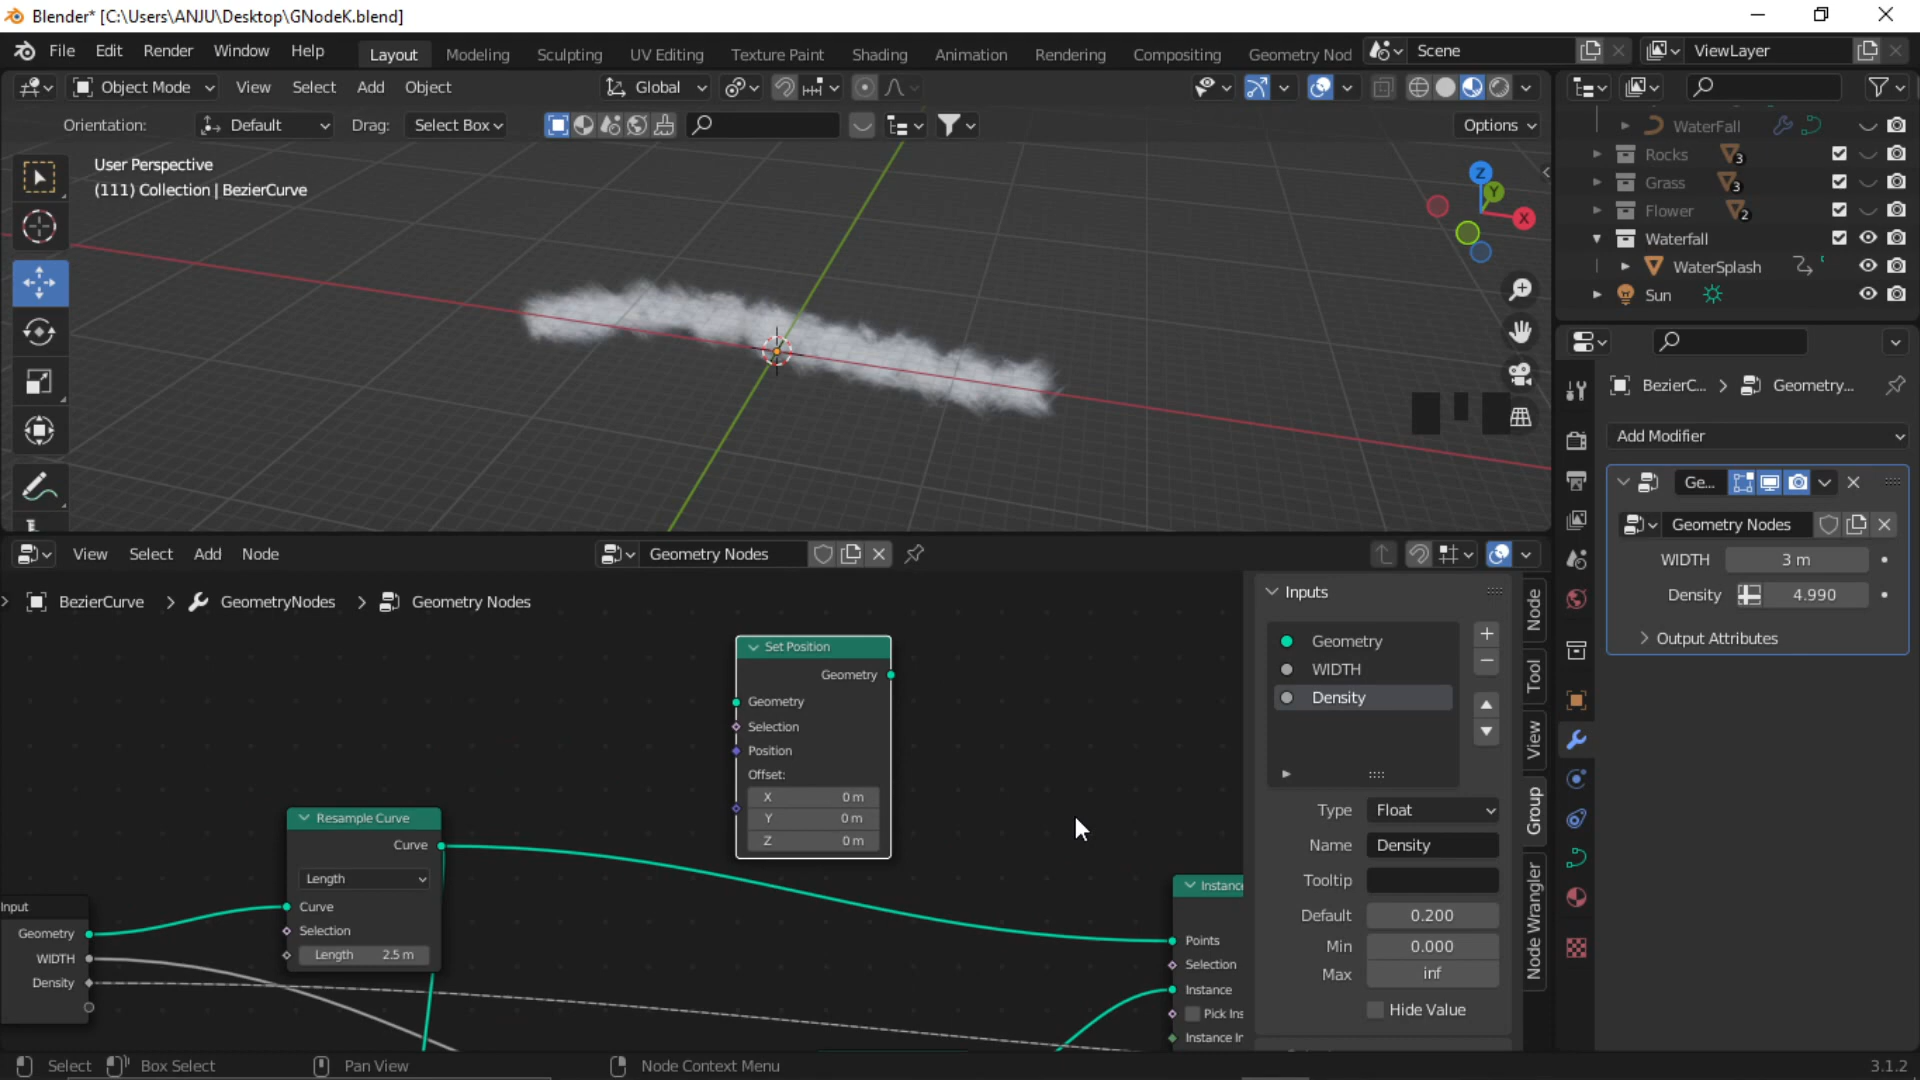 Blender* [C:\Users\ANJU\Desktop\GNodeK.blend]
File Edit Render Window Help Layout Modeling Sculpting UV Editing Texture Paint Shading Animation Rendering Compositing Geometry Nod Scene ViewLayer
Object Mode View Select Add Object Global
Orientation: Default Drag: Select Box Options
User Perspective
(111) Collection | BezierCurve
Z
Y
X
WaterFall
Rocks 3
Grass 3
Flower 2
Waterfall
WaterSplash
Sun
BezierC... Geometry...
Add Modifier
Ge...
Geometry Nodes
WIDTH 3 m
Density 4.990
Output Attributes
View Select Add Node Geometry Nodes
BezierCurve GeometryNodes Geometry Nodes
Set Position
Geometry
Geometry
Selection
Position
Offset:
X 0 m
Y 0 m
Z 0 m
Resample Curve
Curve
Length
Curve
Selection
Length 2.5 m
Input
Geometry
WIDTH
Density
Instance
Points
Selection
Instance
Pick Ins
Instance Ir
Inputs
Geometry
WIDTH
Density
Type Float
Name Density
Tooltip
Default 0.200
Min 0.000
Max inf
Hide Value
Node
Tool
View
Group
Node Wrangler
Select Box Select Pan View Node Context Menu 3.1.2